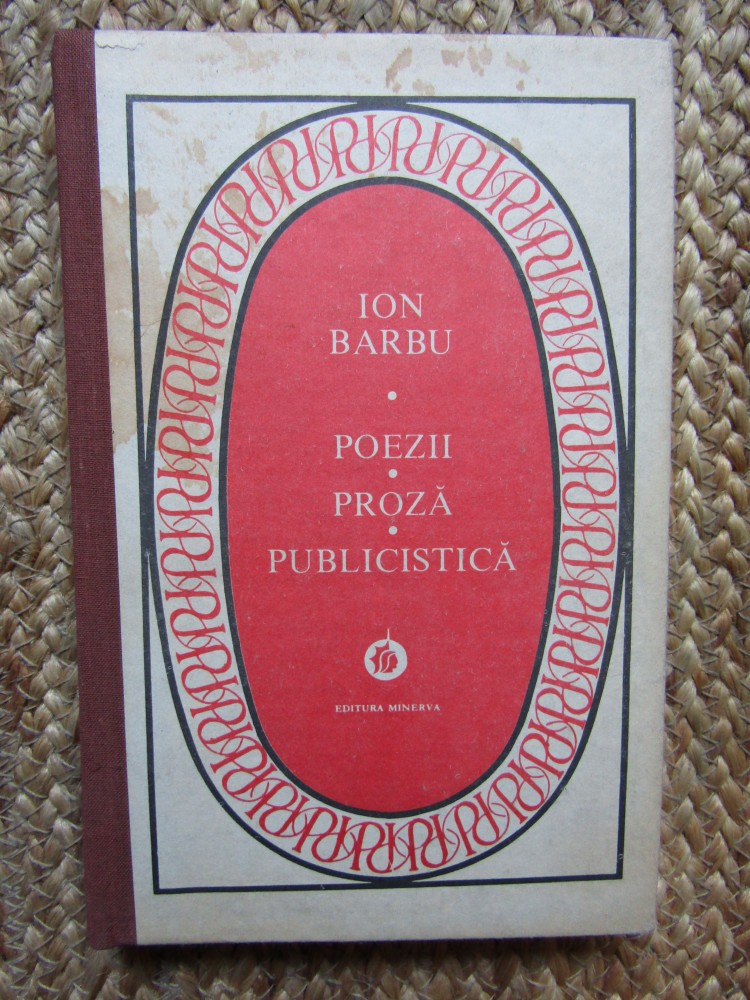 ION
BARBU
•
POEZII
•
PROZĂ
•
PUBLICISTICĂ
EDITURA MINERVA